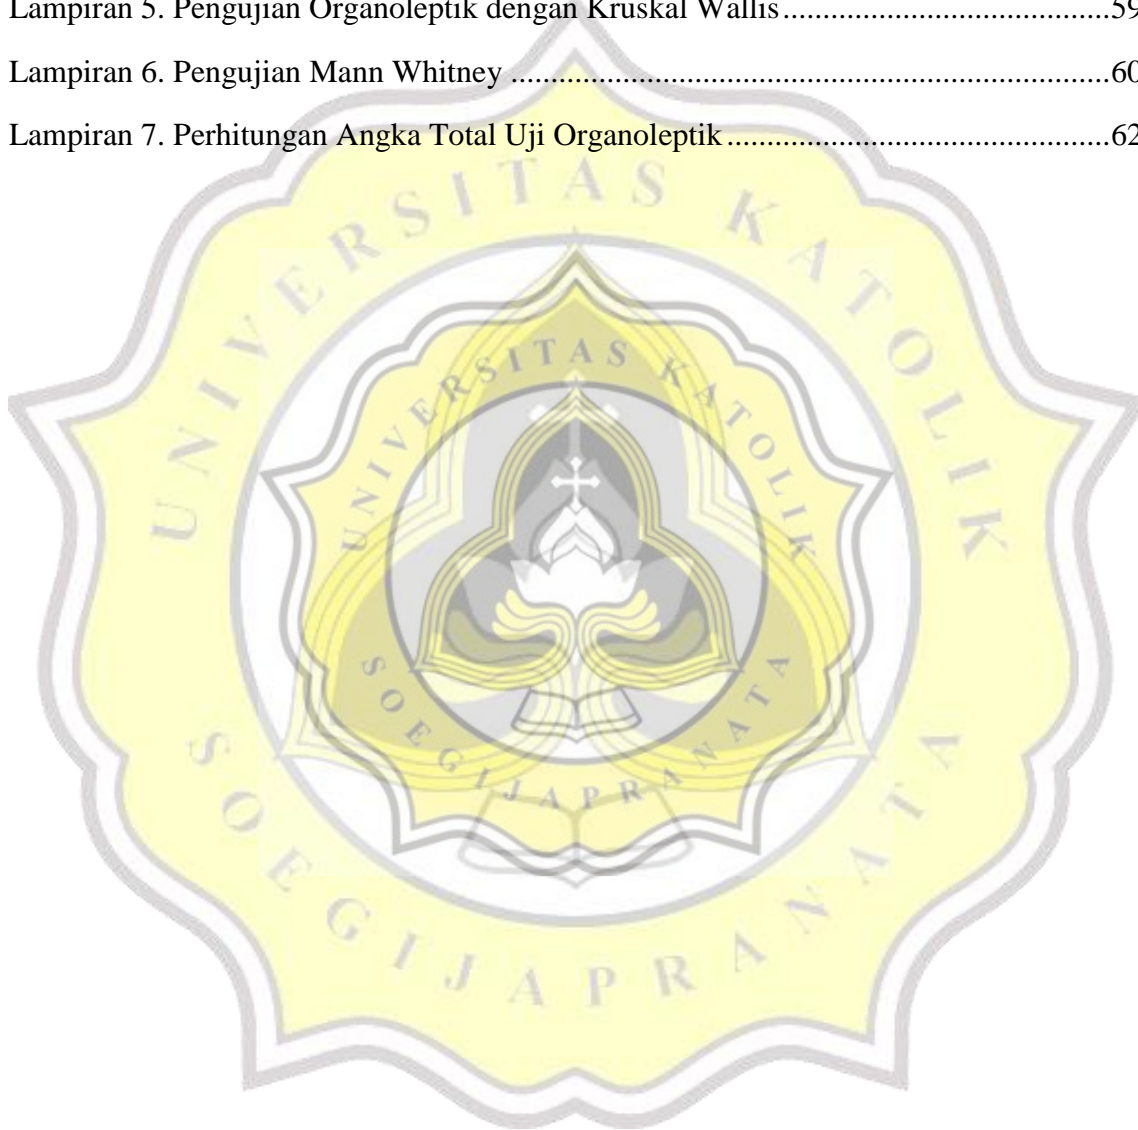 Lampiran 5. Pengujian Organoleptik dengan Kruskal Wallis........................................59
Lampiran 6. Pengujian Mann Whitney..........................................................................60
Lampiran 7. Perhitungan Angka Total Uji Organoleptik...............................................62
UNIVERSITAS KATOLIK
SOEGIJAPRANATA
UNIVERSITAS KATOLIK
SOEGIJAPRANATA